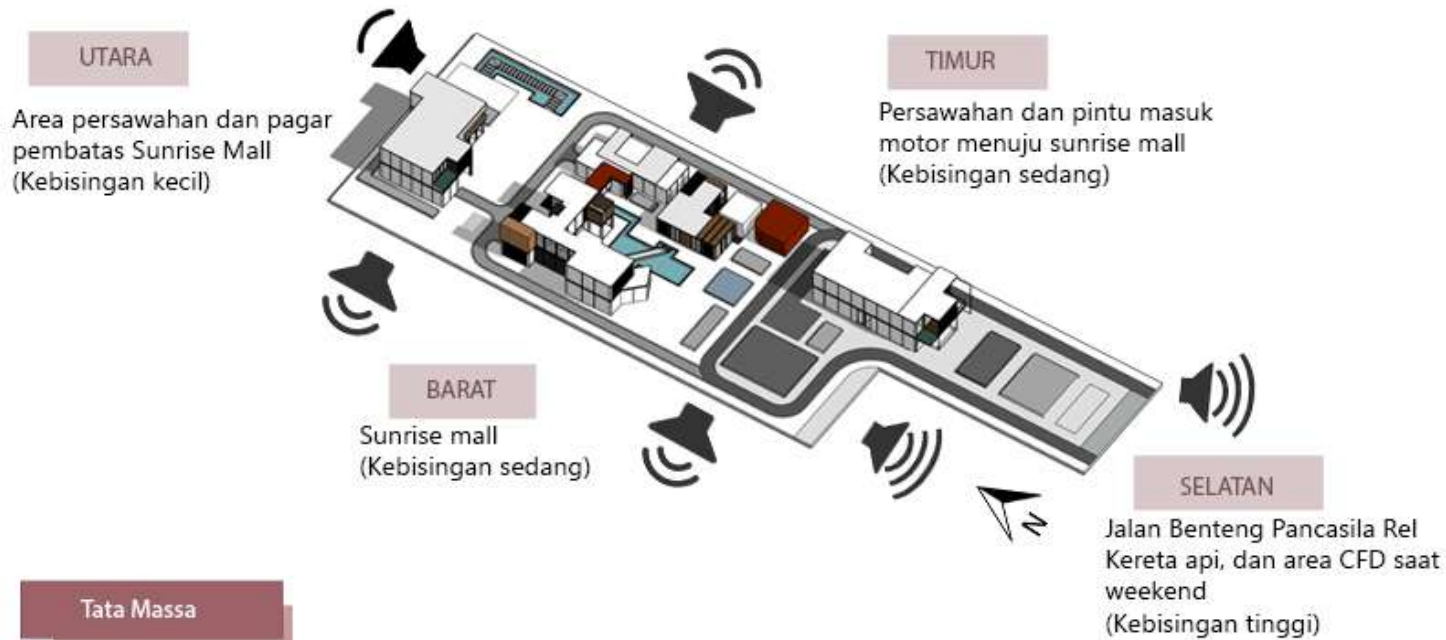 UTARA
Area persawahan dan pagar
pembatas Sunrise Mall
(Kebisingan kecil)
TIMUR
Persawahan dan pintu masuk
motor menuju sunrise mall
(Kebisingan sedang)
BARAT
Sunrise mall
(Kebisingan sedang)
N
SELATAN
Jalan Benteng Pancasila Rel
Kereta api, dan area CFD saat
weekend
(Kebisingan tinggi)
Tata Massa